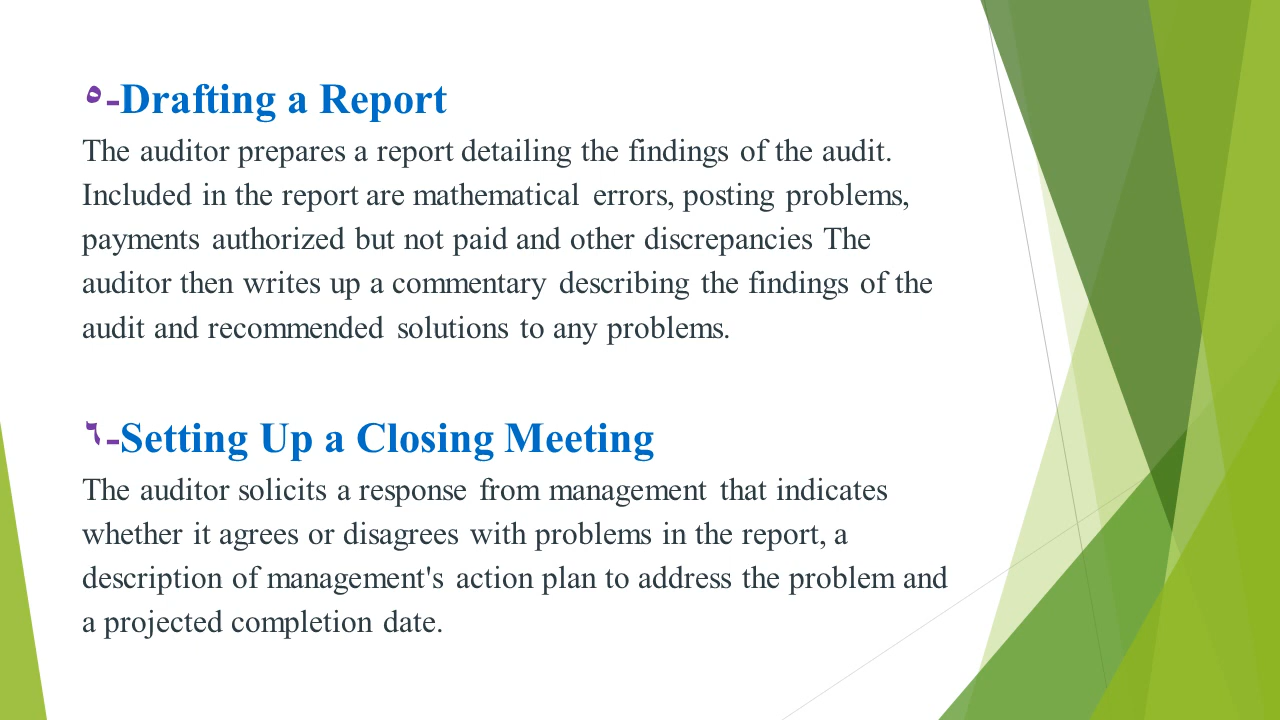 ٥-Drafting a Report
The auditor prepares a report detailing the findings of the audit.
Included in the report are mathematical errors, posting problems,
payments authorized but not paid and other discrepancies The
auditor then writes up a commentary describing the findings of the
audit and recommended solutions to any problems.
٦-Setting Up a Closing Meeting
The auditor solicits a response from management that indicates
whether it agrees or disagrees with problems in the report, a
description of management's action plan to address the problem and
a projected completion date.